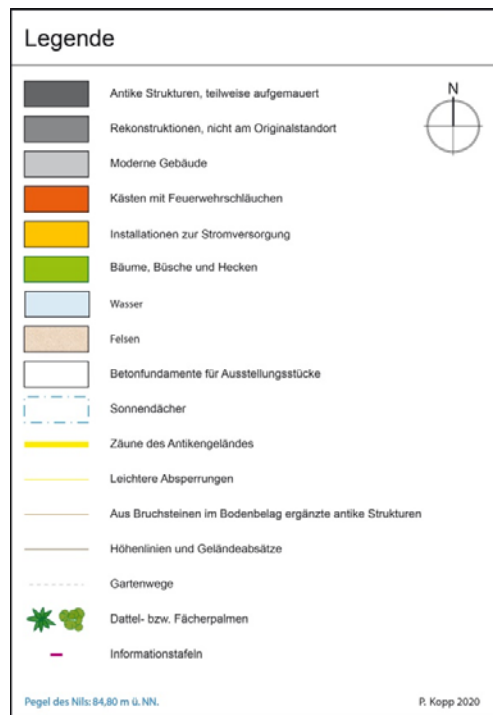 Legende
N
Antike Strukturen, teilweise aufgemauert
Rekonstruktionen, nicht am Originalstandort
Moderne Gebäude
Kästen mit Feuerwehrschläuchen
Installationen zur Stromversorgung
Bäume, Büsche und Hecken
Wasser
Felsen
Betonfundamente für Ausstellungsstücke
Sonnendächer
Zäune des Antikengeländes
Leichtere Absperrungen
Aus Bruchsteinen im Bodenbelag ergänzte antike Strukturen
Höhenlinien und Geländeabsätze
Gartenwege
Dattel- bzw. Fächerpalmen
Informationstafeln
Pegel des Nils: 84,80 m ü. NN.
P. Kopp 2020